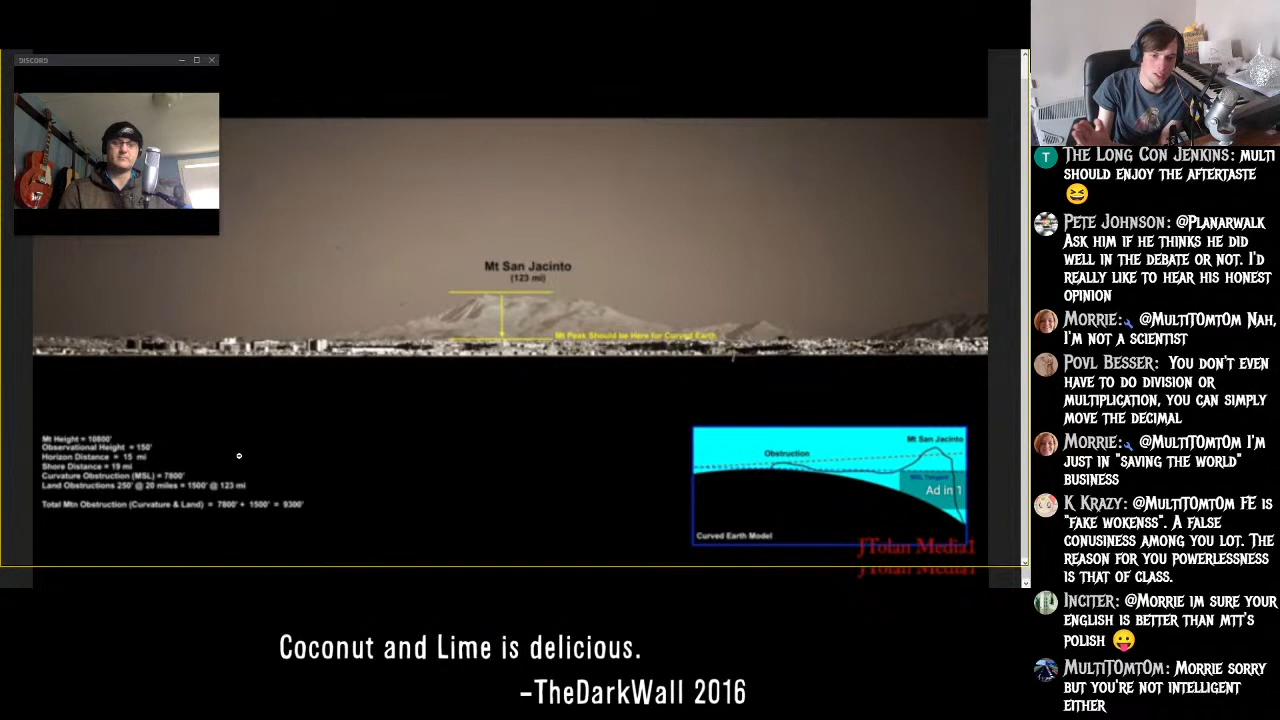 DISCORD
Mt San Jacinto
(123 mi)
Mt Peak Should be Here for Curved Earth
Mt Height = 10800'
Observational Height = 150'
Horizon Distance = 15 mi
Shore Distance = 19 mi
Curvature Obstruction (MSL) = 7800'
Land Obstructions 250' @ 20 miles = 1500' @ 123 mi
Total Mtn Obstruction (Curvature & Land) = 7800' + 1500' = 9300'
Mt San Jacinto
Obstruction
Ad in 1
Curved Earth Model
JTolan Media1
JTolan Media1
Coconut and Lime is delicious.
-TheDarkWall 2016
T
The Long Con Jenkins: multi
should enjoy the aftertaste
Pete Johnson: @Planarwalk
Ask him if he thinks he did
well in the debate or not. I'd
really like to hear his honest
opinion
Morrie: @MultiTOmtOm Nah,
I'm not a scientist
Povl Besser: You don't even
have to do division or
multiplication, you can simply
move the decimal
Morrie: @MultiTOmtOm I'm
just in "saving the world"
business
K Krazy: @MultiTOmtOm FE is
"fake wokenss". A false
conusiness among you lot. The
reason for you powerlessness
is that of class.
Inciter: @Morrie im sure your
english is better than MTT's
polish
MultiTOmtOm: Morrie sorry
but you're not intelligent
either